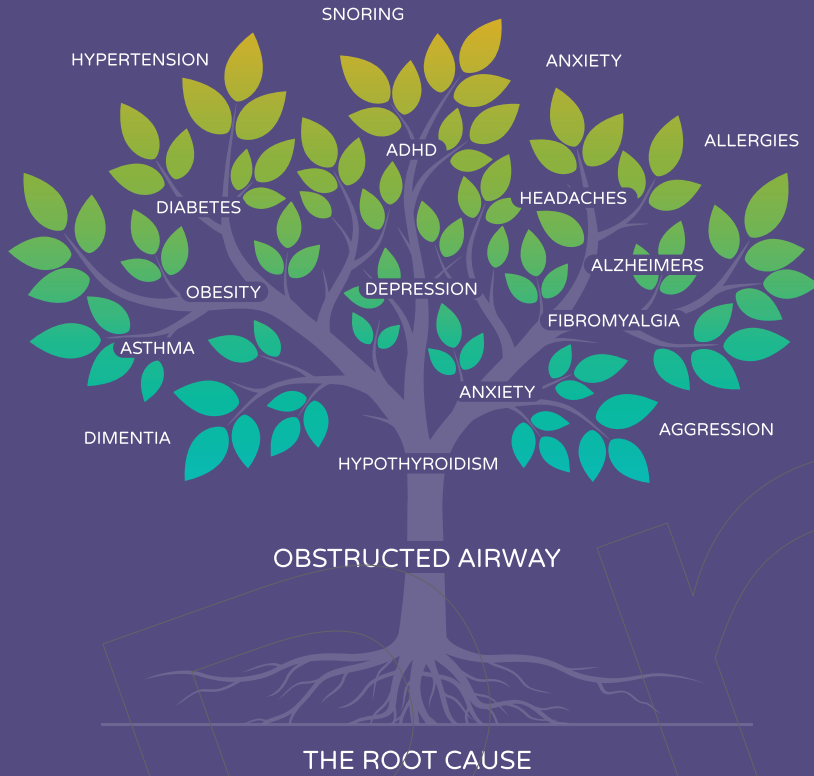 SNORING
HYPERTENSION
ANXIETY
ALLERGIES
ADHD
HEADACHES
DIABETES
ALZHEIMERS
DEPRESSION
OBESITY
FIBROMYALGIA
ASTHMA
ANXIETY
AGGRESSION
DIMENTIA
HYPOTHYROIDISM
OBSTRUCTED AIRWAY
THE ROOT CAUSE